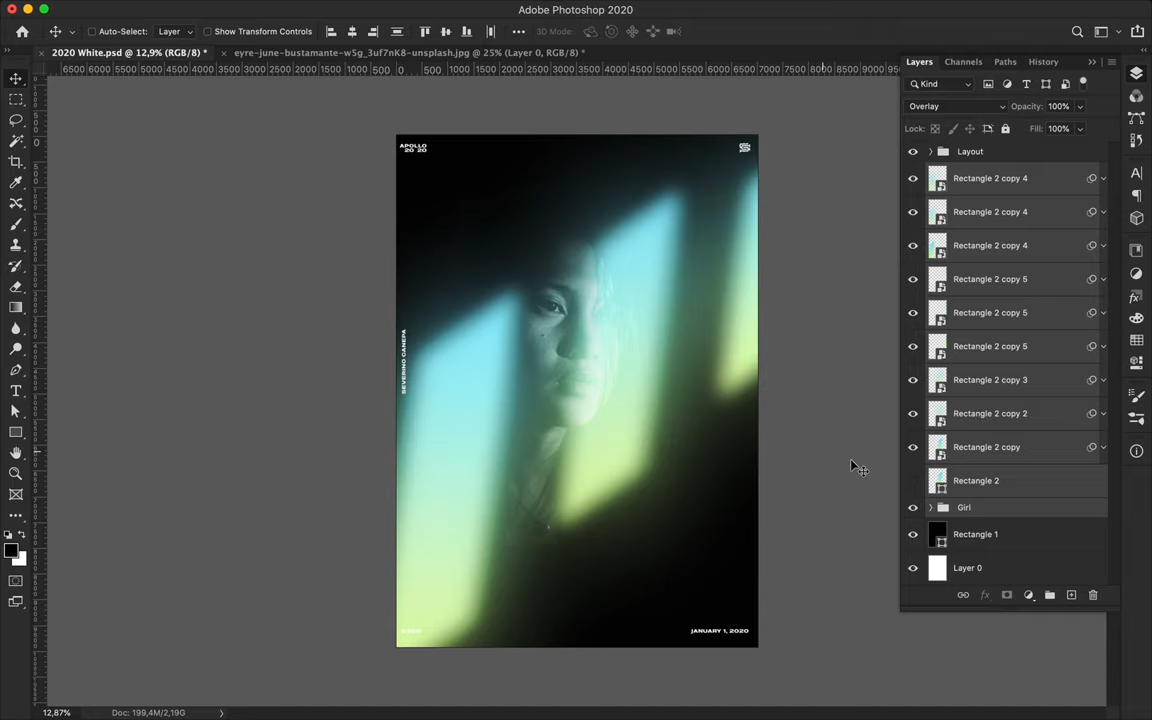 Adobe Photoshop 2020
Auto-Select: Layer Show Transform Controls ••• 3D Mode:
× 2020 White.psd @ 12,9% (RGB/8) * × eyre-june-bustamante-w5g_3uf7nK8-unsplash.jpg @ 25% (Layer 0, RGB/8) *
6500 6000 5500 5000 4500 4000 3500 3000 2500 2000 1500 1000 500 0 500 1000 1500 2000 2500 3000 3500 4000 4500 5000 5500 6000 6500 7000 7500 8000 8500 9000
Layers Channels Paths History
Kind
Overlay Opacity: 100%
Lock: Fill: 100%
Layout
Rectangle 2 copy 4
Rectangle 2 copy 4
Rectangle 2 copy 4
Rectangle 2 copy 5
Rectangle 2 copy 5
Rectangle 2 copy 5
Rectangle 2 copy 3
Rectangle 2 copy 2
Rectangle 2 copy
Rectangle 2
Girl
Rectangle 1
Layer 0
APOLLO
20 20
SEVERINO CANEPA
JANUARY 1, 2020
12,87% Doc: 199,4M/2,19G